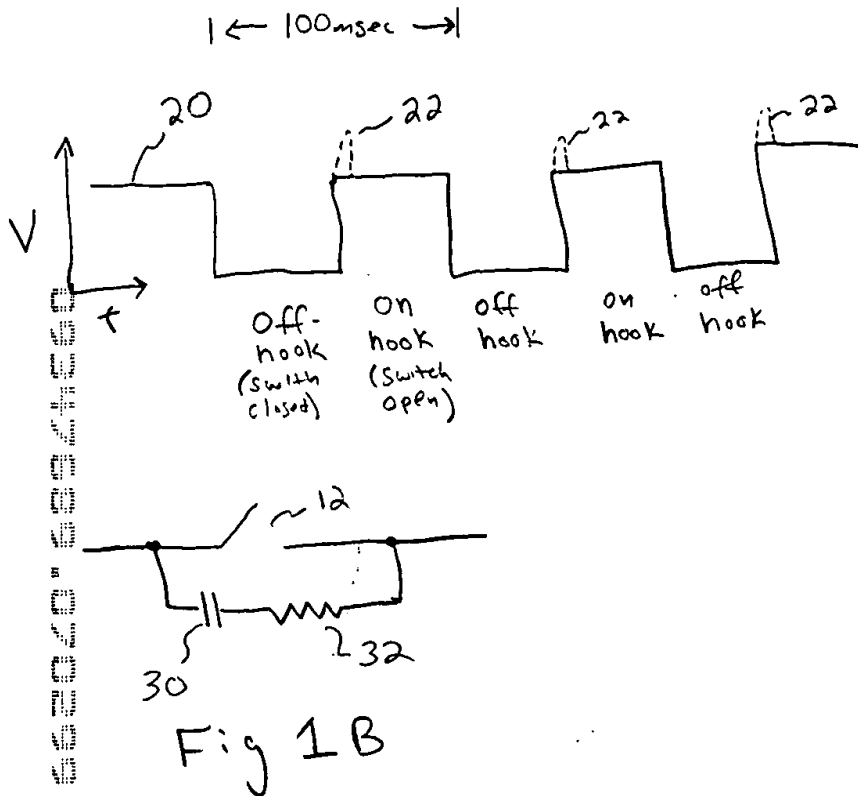 100msec
20 22 22 22
V
t
off- on off on off
hook hook hook hook hook
(swith (switch
closed) open)
12
30 32
Fig 1B